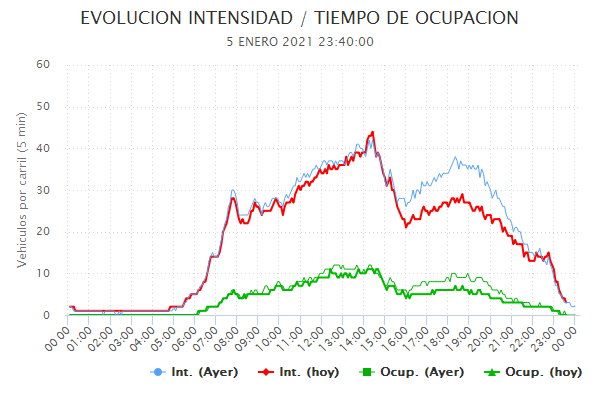 EVOLUCION INTENSIDAD / TIEMPO DE OCUPACION
5 ENERO 2021 23:40:00
Vehiculos por carril (5 min)
60
50
40
30
20
10
0
00:00 01:00 02:00 03:00 04:00 05:00 06:00 07:00 08:00 09:00 10:00 11:00 12:00 13:00 14:00 15:00 16:00 17:00 18:00 19:00 20:00 21:00 22:00 23:00 00:00
Int. (Ayer) Int. (hoy) Ocup. (Ayer) Ocup. (hoy)